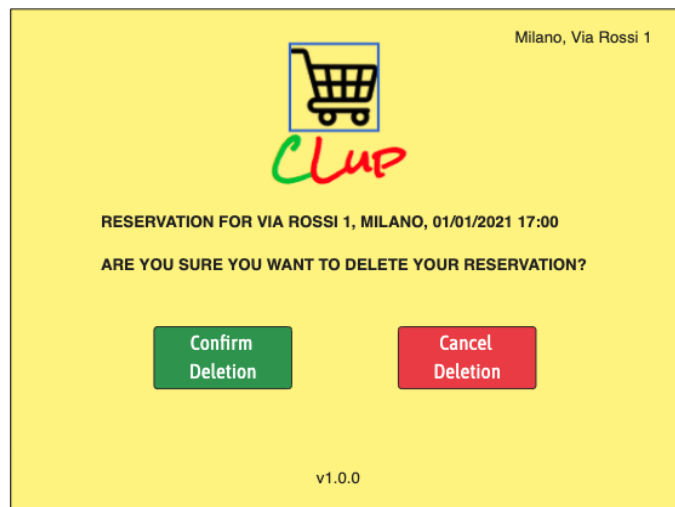 Milano, Via Rossi 1
CLup
RESERVATION FOR VIA ROSSI 1, MILANO, 01/01/2021 17:00
ARE YOU SURE YOU WANT TO DELETE YOUR RESERVATION?
Confirm
Deletion
Cancel
Deletion
v1.0.0